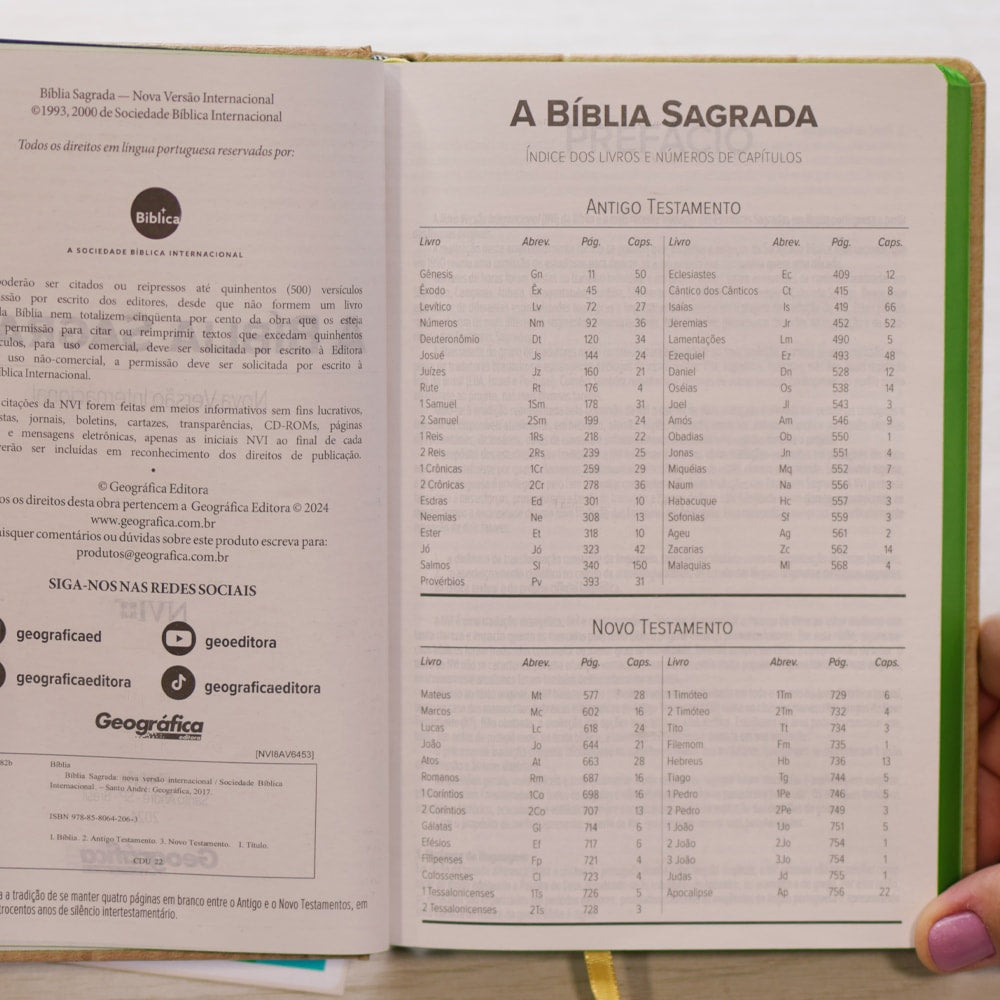 Bíblia Sagrada — Nova Versão Internacional
©1993, 2000 de Sociedade Bíblica Internacional
Todos os direitos em língua portuguesa reservados por:
Biblica
A SOCIEDADE BÍBLICA INTERNACIONAL
poderão ser citados ou reipressos até quinhentos (500) versículos
por escrito dos editores, desde que não formem um livro
da Bíblia nem totalizem cinqüenta por cento da obra que os esteja
permissão para citar ou reimprimir textos que excedam quinhentos
para uso comercial, deve ser solicitada por escrito à Editora
uso não-comercial, a permissão deve ser solicitada por escrito à
Bíblica Internacional.
citações da NVI forem feitas em meios informativos sem fins lucrativos,
jornais, boletins, cartazes, transparências, CD-ROMs, páginas
e mensagens eletrônicas, apenas as iniciais NVI ao final de cada
ser incluídas em reconhecimento dos direitos de publicação.
•
© Geográfica Editora
os direitos desta obra pertencem a Geográfica Editora © 2024
www.geografica.com.br
comentários ou dúvidas sobre este produto escreva para:
produtos@geografica.com.br
SIGA-NOS NAS REDES SOCIAIS
geograficaed geoeditora
geograficaeditora geograficaeditora
Geográfica
editora
[NVI8AV6453]
82b Bíblia
Bíblia Sagrada: nova versão internacional / Sociedade Bíblica
Internacional. – Santo André: Geográfica, 2017.
ISBN 978-85-8064-206-3
1. Bíblia. 2. Antigo Testamento. 3. Novo Testamento. I. Título.
CDU 22
a tradição de se manter quatro páginas em branco entre o Antigo e o Novo Testamentos, em
anos de silêncio intertestamentário.
A BÍBLIA SAGRADA
ÍNDICE DOS LIVROS E NÚMEROS DE CAPÍTULOS
ANTIGO TESTAMENTO
Livro Abrev. Pág. Caps. Livro Abrev. Pág. Caps.
Gênesis Gn 11 50 Eclesiastes Ec 409 12
Êxodo Êx 45 40 Cântico dos Cânticos Ct 415 8
Levítico Lv 72 27 Isaías Is 419 66
Números Nm 92 36 Jeremias Jr 452 52
Deuteronômio Dt 120 34 Lamentações Lm 490 5
Josué Js 144 24 Ezequiel Ez 493 48
Juízes Jz 160 21 Daniel Dn 528 12
Rute Rt 176 4 Oséias Os 538 14
1 Samuel 1Sm 178 31 Joel Jl 543 3
2 Samuel 2Sm 199 24 Amós Am 546 9
1 Reis 1Rs 218 22 Obadias Ob 550 1
2 Reis 2Rs 239 25 Jonas Jn 551 4
1 Crônicas 1Cr 259 29 Miquéias Mq 552 7
2 Crônicas 2Cr 278 36 Naum Na 556 3
Esdras Ed 301 10 Habacuque Hc 557 3
Neemias Ne 308 13 Sofonias Sf 559 3
Ester Et 318 10 Ageu Ag 561 2
Jó Jó 323 42 Zacarias Zc 562 14
Salmos Sl 340 150 Malaquias Ml 568 4
Provérbios Pv 393 31
NOVO TESTAMENTO
Livro Abrev. Pág. Caps. Livro Abrev. Pág. Caps.
Mateus Mt 577 28 1 Timóteo 1Tm 729 6
Marcos Mc 602 16 2 Timóteo 2Tm 732 4
Lucas Lc 618 24 Tito Tt 734 3
João Jo 644 21 Filemom Fm 735 1
Atos At 663 28 Hebreus Hb 736 13
Romanos Rm 687 16 Tiago Tg 744 5
1 Coríntios 1Co 698 16 1 Pedro 1Pe 746 5
2 Coríntios 2Co 707 13 2 Pedro 2Pe 749 3
Gálatas Gl 714 6 1 João 1Jo 751 5
Efésios Ef 717 6 2 João 2Jo 754 1
Filipenses Fp 721 4 3 João 3Jo 754 1
Colossenses Cl 723 4 Judas Jd 755 1
1 Tessalonicenses 1Ts 726 5 Apocalipse Ap 756 22
2 Tessalonicenses 2Ts 728 3